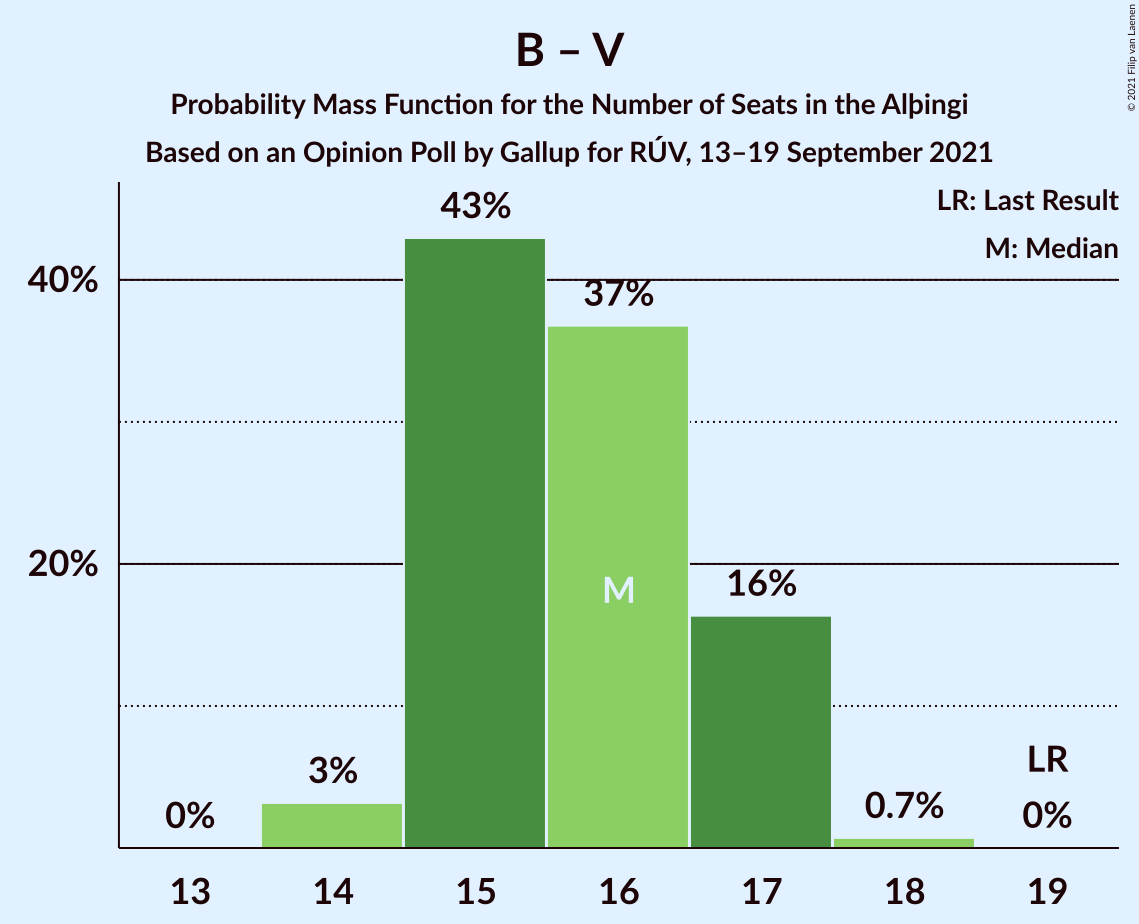 B – V
Probability Mass Function for the Number of Seats in the Alþingi
Based on an Opinion Poll by Gallup for RÚV, 13–19 September 2021
© 2021 Filip van Laenen
LR: Last Result
M: Median
43%
40%
37%
20%
16%
M
LR
3%
0.7%
0%
0%
13 14 15 16 17 18 19